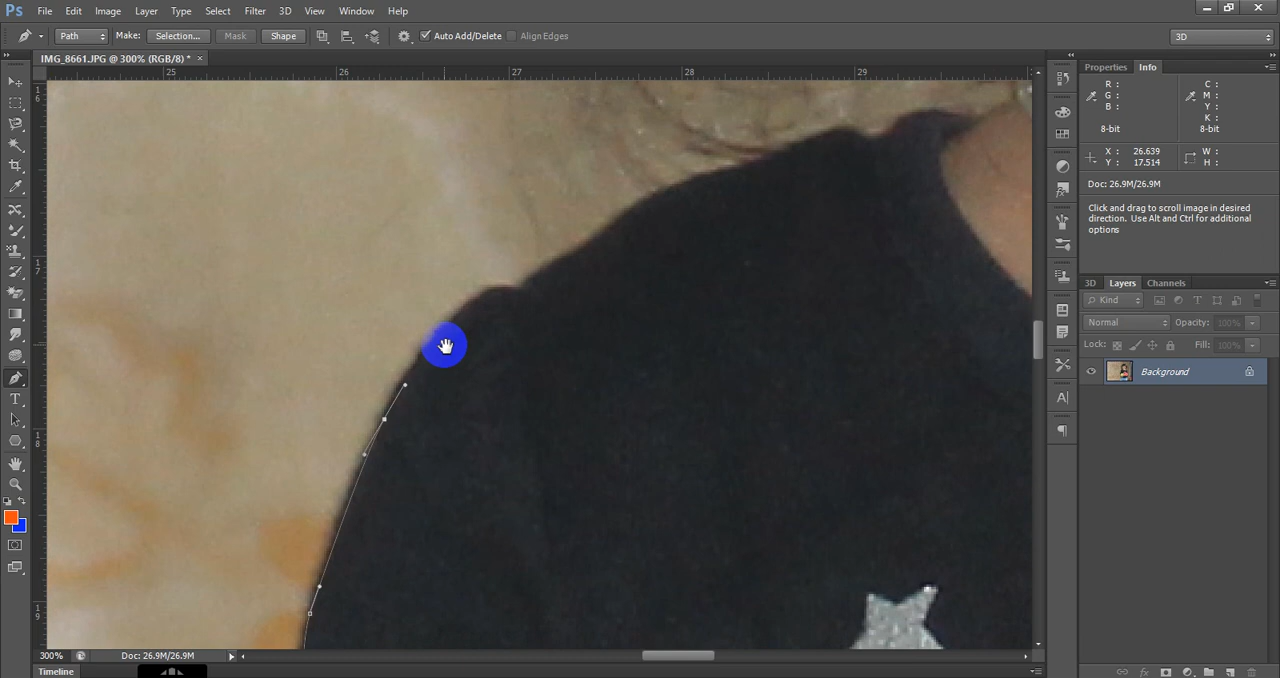 Ps File Edit Image Layer Type Select Filter 3D View Window Help
Path Make: Selection... Mask Shape Auto Add/Delete Align Edges 3D
IMG_8661.JPG @ 300% (RGB/8) * ×
25 26 27 28 29
16
17
18
19
Properties Info
R : C :
G : M :
B : Y :
K :
8-bit 8-bit
X : 26.639 W :
Y : 17.514 H :
Doc: 26.9M/26.9M
Click and drag to scroll image in desired
direction. Use Alt and Ctrl for additional
options
3D Layers Channels
Kind
Normal Opacity: 100%
Lock: Fill: 100%
Background
300% Doc: 26.9M/26.9M
Timeline